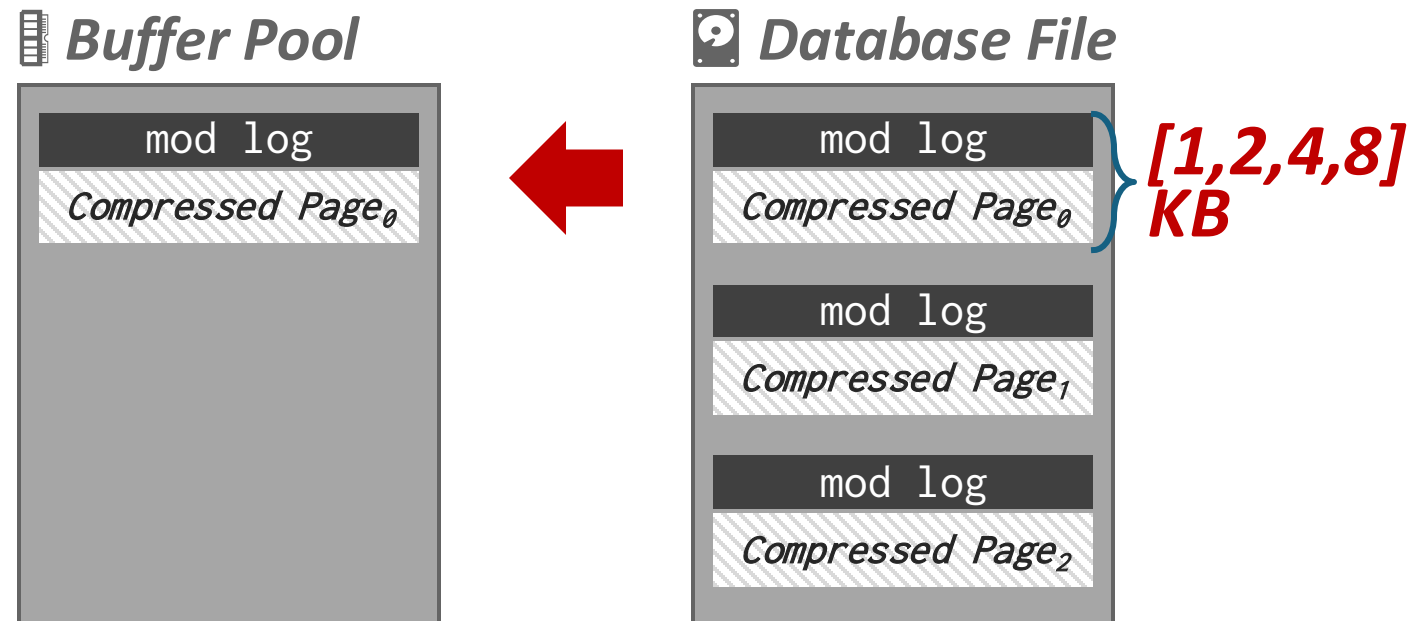 Buffer Pool
mod log
Compressed Page₀
Database File
mod log
Compressed Page₀
[1,2,4,8]
KB
mod log
Compressed Page₁
mod log
Compressed Page₂